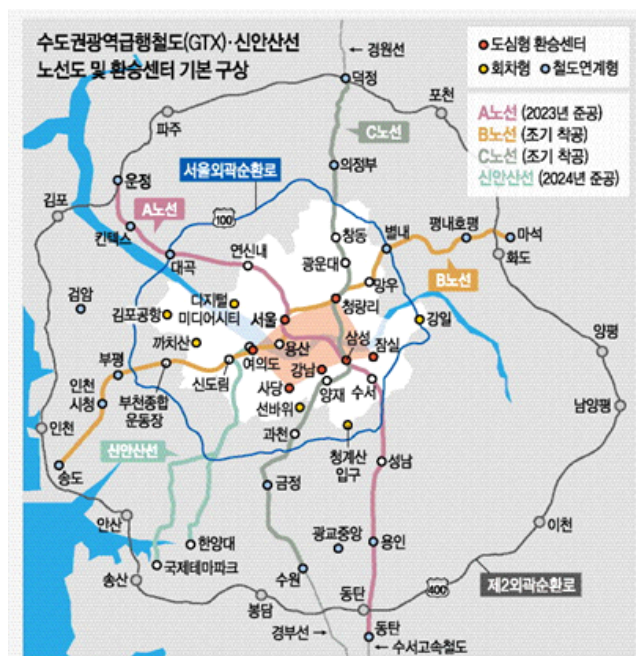 수도권광역급행철도(GTX)·신안산선
노선도 및 환승센터 기본 구상
경원선
도심형 환승센터
회차형
철도연계형
A노선 (2023년 준공)
B노선 (조기 착공)
C노선 (조기 착공)
신안산선 (2024년 준공)
덕정
포천
파주
C노선
의정부
서울외곽순환로
운정
김포
A노선
100
킨텍스
대곡
연신내
창동
별내
평내호평
마석
광운대
화도
B노선
망우
검암
디지털
미디어시티
김포공항
서울
청량리
강일
까치산
용산
삼성
잠실
양평
부평
여의도
강남
신도림
인천
시청
부천종합
운동장
사당
양재
수서
남양평
선바위
인천
과천
신안산선
청계산
입구
성남
송도
금정
안산
한양대
광교중앙
용인
이천
국제테마파크
수원
송산
봉담
동탄
400
제2외곽순환로
경부선
동탄
수서고속철도